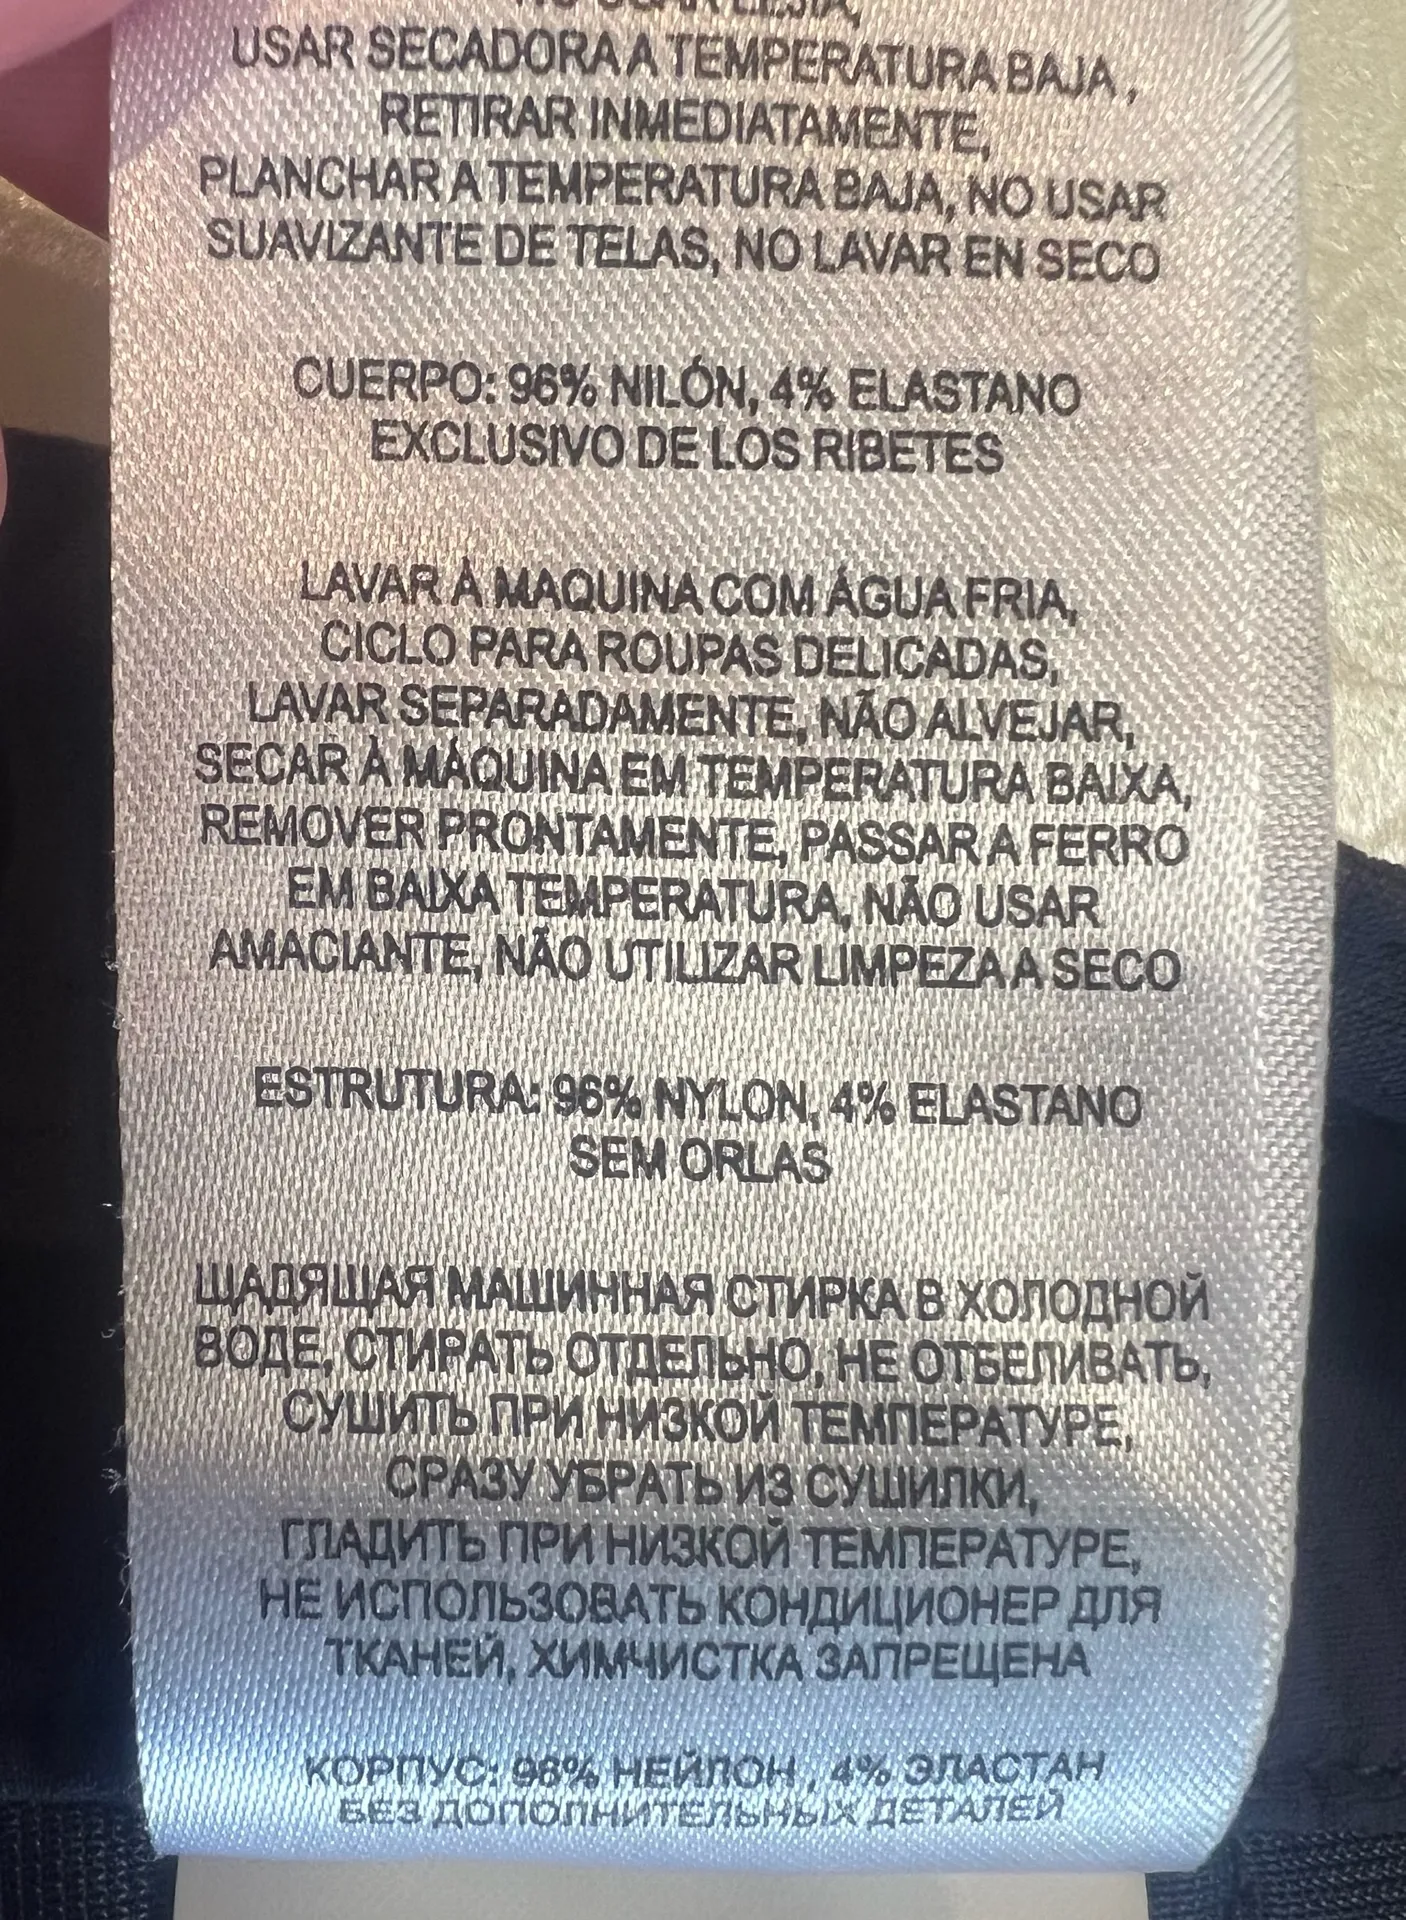 NO USAR LEJÍA,
USAR SECADORA A TEMPERATURA BAJA ,
RETIRAR INMEDIATAMENTE,
PLANCHAR A TEMPERATURA BAJA, NO USAR
SUAVIZANTE DE TELAS, NO LAVAR EN SECO
CUERPO: 96% NILÓN, 4% ELASTANO
EXCLUSIVO DE LOS RIBETES
LAVAR À MAQUINA COM ÁGUA FRIA,
CICLO PARA ROUPAS DELICADAS,
LAVAR SEPARADAMENTE, NÃO ALVEJAR,
SECAR À MÁQUINA EM TEMPERATURA BAIXA,
REMOVER PRONTAMENTE, PASSAR A FERRO
EM BAIXA TEMPERATURA, NÃO USAR
AMACIANTE, NÃO UTILIZAR LIMPEZA A SECO
ESTRUTURA: 96% NYLON, 4% ELASTANO
SEM ORLAS
ЩАДЯЩАЯ МАШИННАЯ СТИРКА В ХОЛОДНОЙ
ВОДЕ, СТИРАТЬ ОТДЕЛЬНО, НЕ ОТБЕЛИВАТЬ,
СУШИТЬ ПРИ НИЗКОЙ ТЕМПЕРАТУРЕ,
СРАЗУ УБРАТЬ ИЗ СУШИЛКИ,
ГЛАДИТЬ ПРИ НИЗКОЙ ТЕМПЕРАТУРЕ,
НЕ ИСПОЛЬЗОВАТЬ КОНДИЦИОНЕР ДЛЯ
ТКАНЕЙ, ХИМЧИСТКА ЗАПРЕЩЕНА
КОРПУС: 96% НЕЙЛОН , 4% ЭЛАСТАН
БЕЗ ДОПОЛНИТЕЛЬНЫХ ДЕТАЛЕЙ